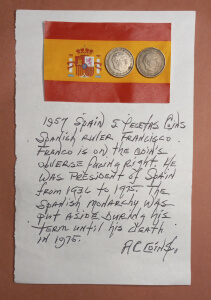 1957 SPAIN 5 PESETAS COINS
SPANISH RULER FRANCISCO
FRANCO IS ON THE COIN'S
OBVERSE FACING RIGHT. HE
WAS PRESIDENT OF SPAIN
FROM 1936 TO 1975. THE
SPANISH MONARCHY WAS
PUT ASIDE DURING HIS
TERM UNTIL HIS DEATH
IN 1975.